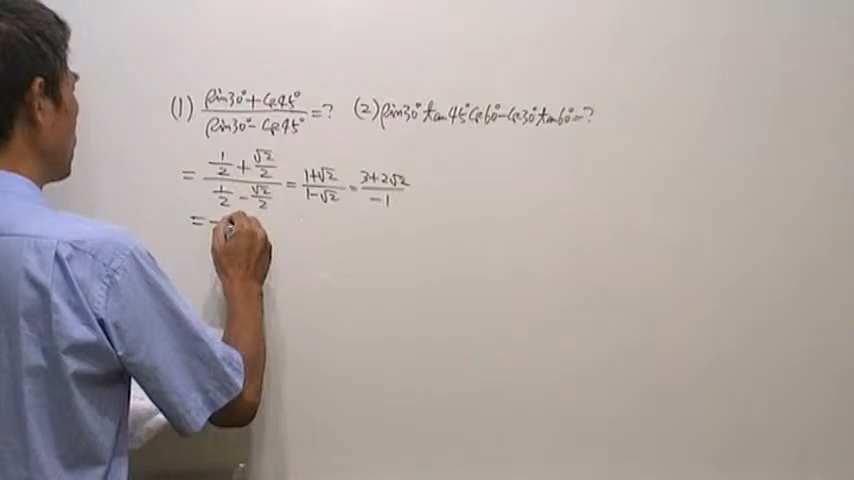 (1) sin30°+cos45° / sin30°-cos45° = ? (2) sin30° tan45° cos60° - cos30° tan60° = ?
= (1/2 + √2/2) / (1/2 - √2/2) = (1+√2) / (1-√2) = (3+2√2) / -1
= -